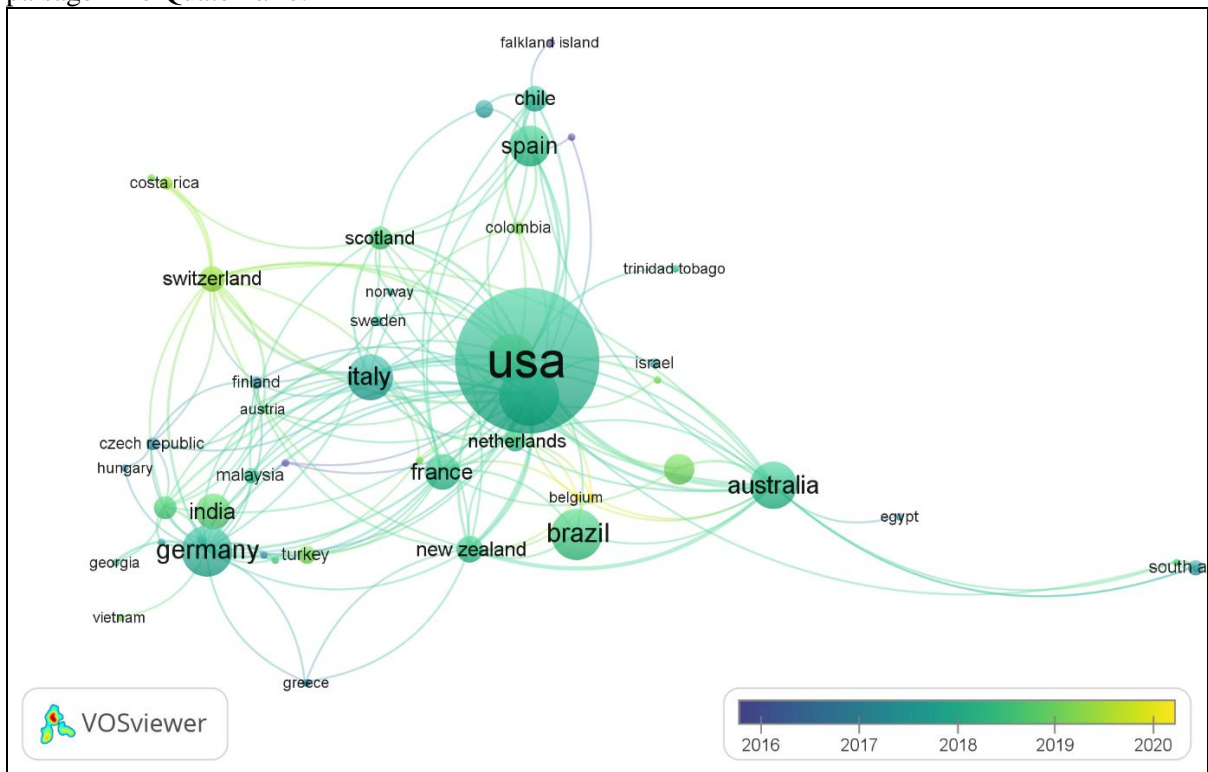 falkland island
chile
spain
costa rica
colombia
scotland
trinidad tobago
switzerland
norway
sweden
usa
israel
italy
finland
austria
netherlands
czech republic
hungary
malaysia
france
australia
belgium
india
egypt
brazil
germany
turkey
new zealand
georgia
south a
vietnam
greece
VOSviewer
2016 2017 2018 2019 2020